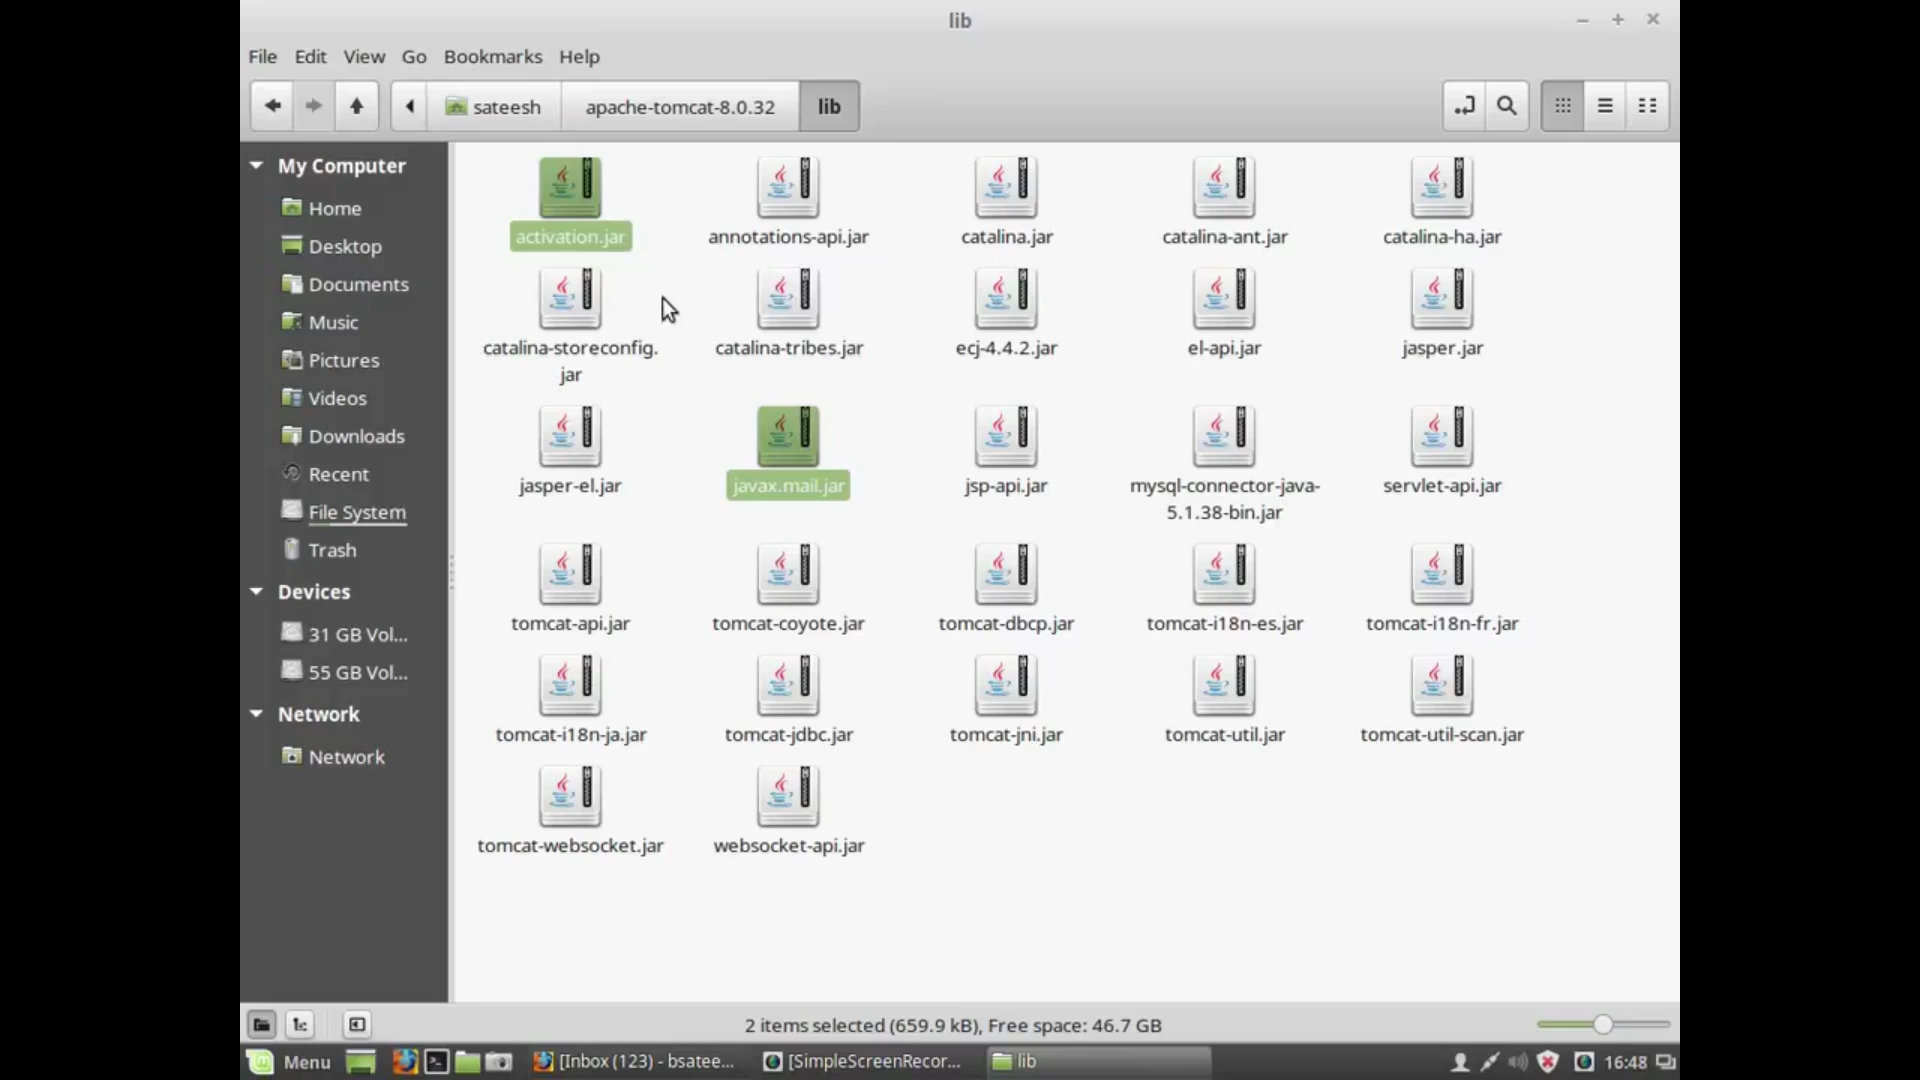 lib
File Edit View Go Bookmarks Help
sateesh apache-tomcat-8.0.32 lib
My Computer
Home
Desktop
Documents
Music
Pictures
Videos
Downloads
Recent
File System
Trash
Devices
31 GB Vol...
55 GB Vol...
Network
Network
activation.jar annotations-api.jar catalina.jar catalina-ant.jar catalina-ha.jar
catalina-storeconfig. catalina-tribes.jar ecj-4.4.2.jar el-api.jar jasper.jar
jar
jasper-el.jar javax.mail.jar jsp-api.jar mysql-connector-java- servlet-api.jar
5.1.38-bin.jar
tomcat-api.jar tomcat-coyote.jar tomcat-dbcp.jar tomcat-i18n-es.jar tomcat-i18n-fr.jar
tomcat-i18n-ja.jar tomcat-jdbc.jar tomcat-jni.jar tomcat-util.jar tomcat-util-scan.jar
tomcat-websocket.jar websocket-api.jar
2 items selected (659.9 kB), Free space: 46.7 GB
Menu [Inbox (123) - bsatee... [SimpleScreenRecor... lib 16:48